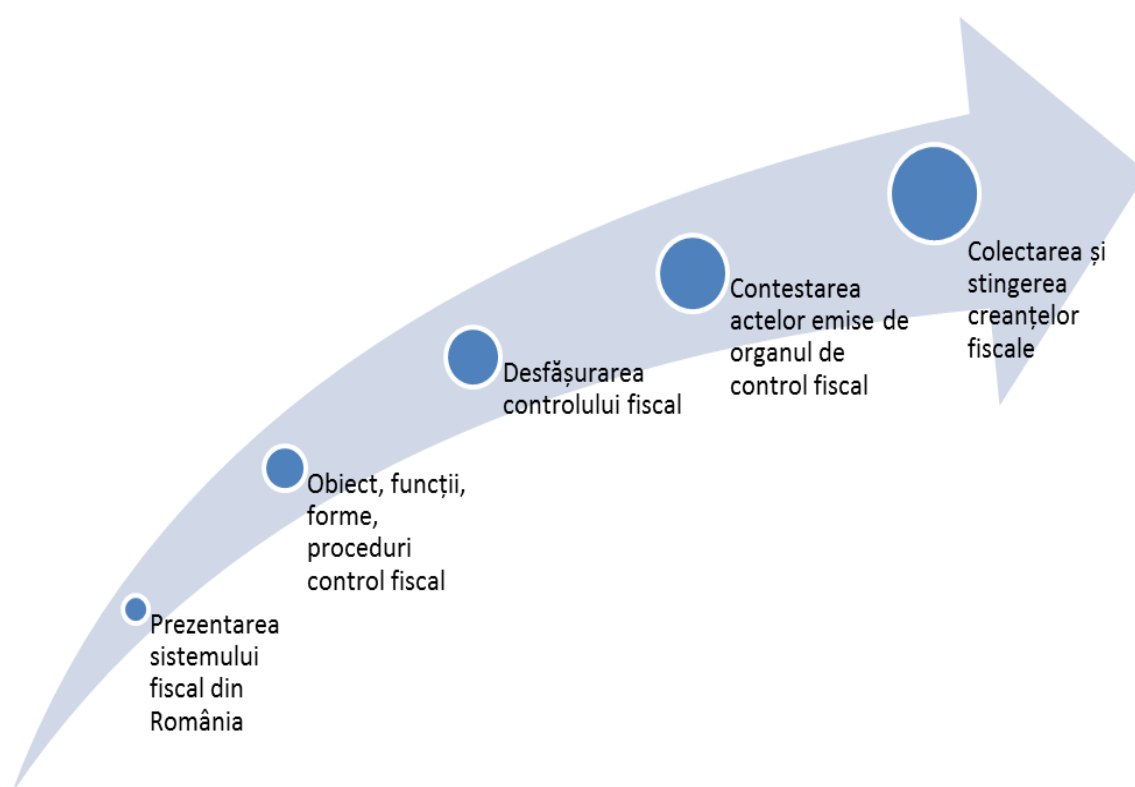 Prezentarea
sistemului
fiscal din
România
Obiect, funcții,
forme,
proceduri
control fiscal
Desfășurarea
controlului fiscal
Contestarea
actelor emise de
organul de
control fiscal
Colectarea și
stingerea
creanțelor
fiscale